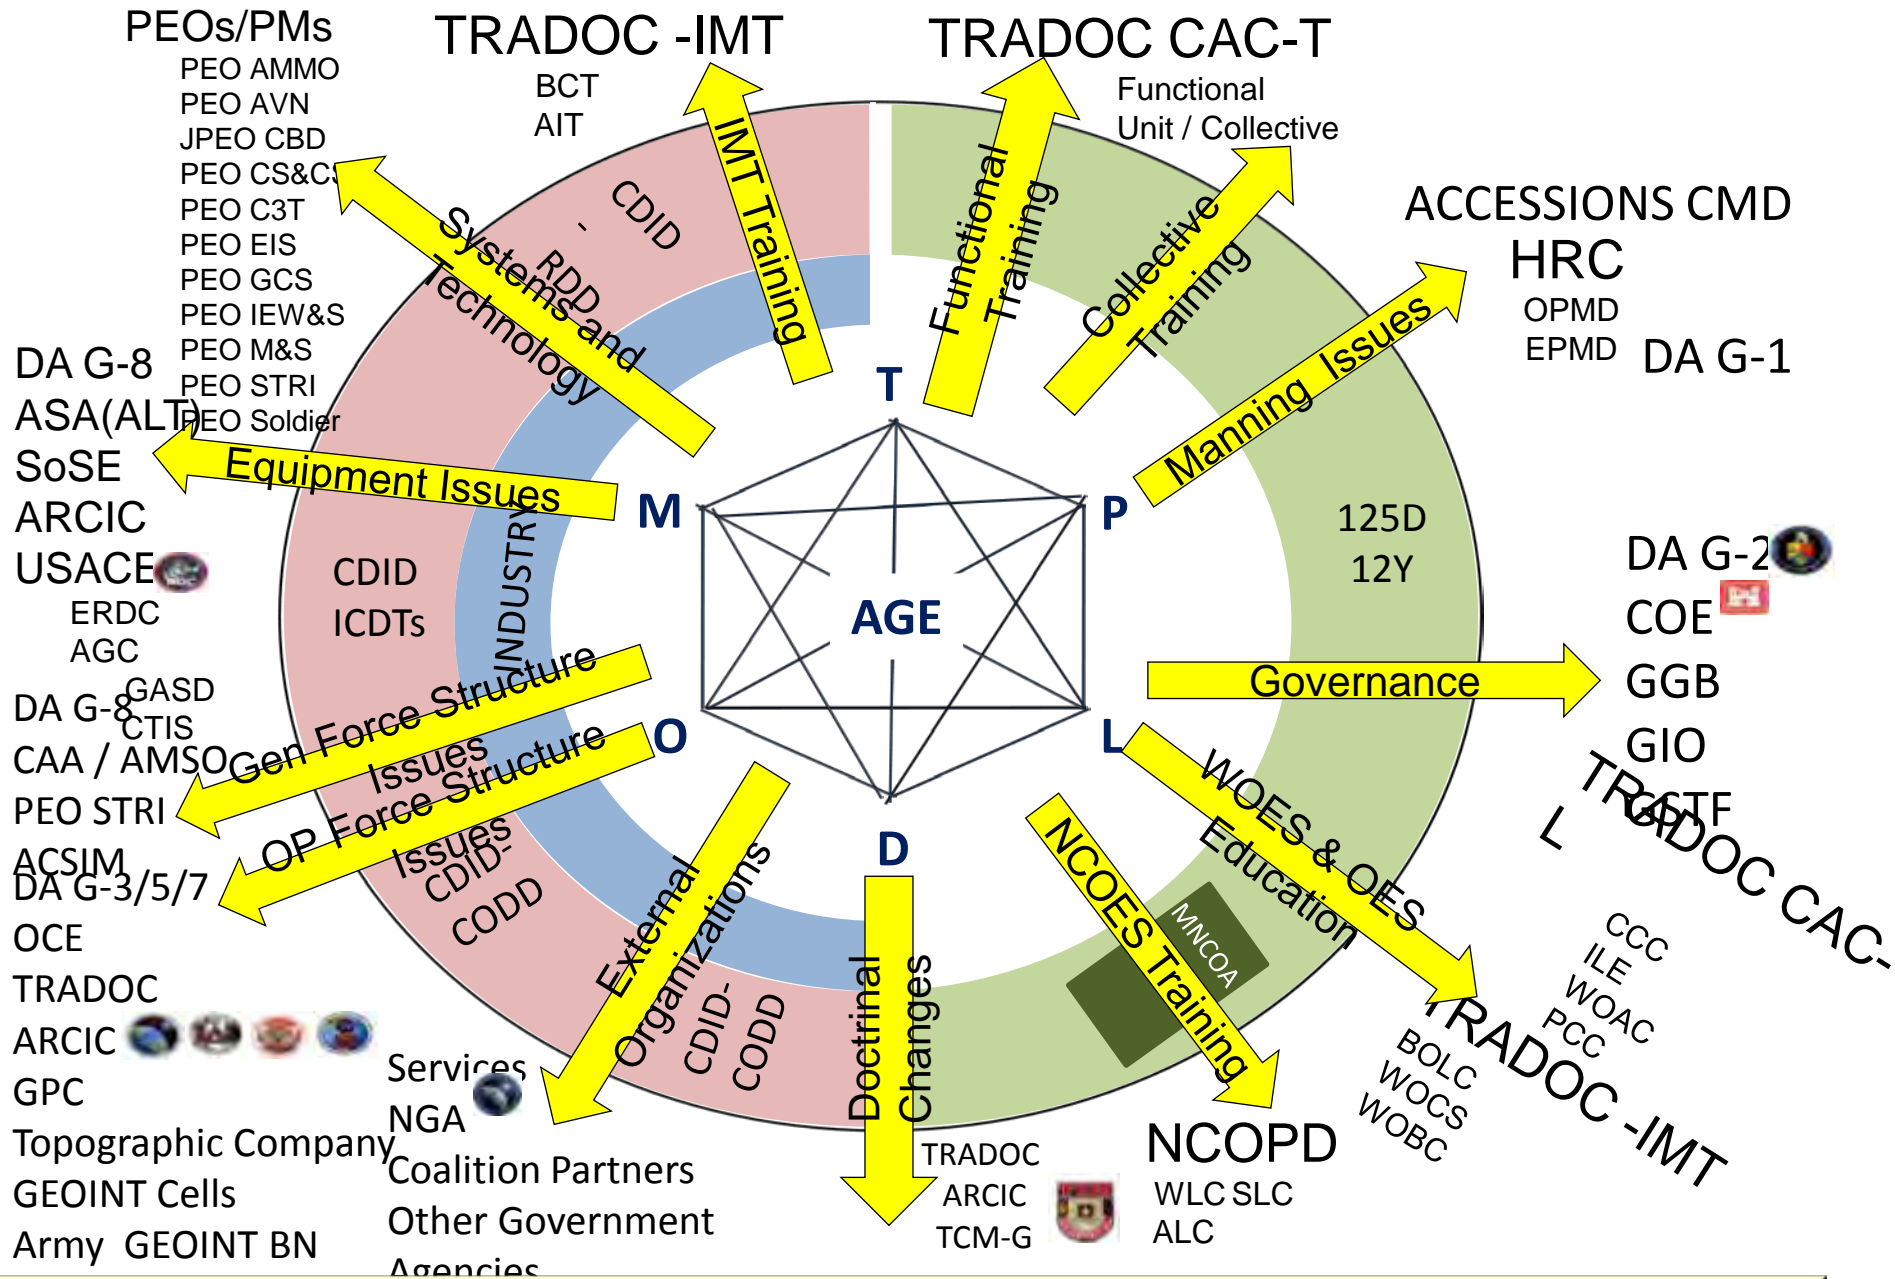 PEOs/PMs
PEO AMMO
PEO AVN
JPEO CBD
PEO CS&CS
PEO C3T
PEO EIS
PEO GCS
PEO IEW&S
PEO M&S
PEO STRI
PEO Soldier
TRADOC -IMT
BCT
AIT
TRADOC CAC-T
Functional
Unit / Collective
ACCESSIONS CMD
HRC
OPMD
EPMD
DA G-1
DA G-8
ASA(ALT)
SoSE
ARCIC
USACE
ERDC
AGC
GASD
CTIS
DA G-8
CAA / AMSO
PEO STRI
ACSIM
DA G-3/5/7
OCE
TRADOC
ARCIC
GPC
Topographic Company
GEOINT Cells
Army GEOINT BN
Services
NGA
Coalition Partners
Other Government
Agencies
TRADOC
ARCIC
TCM-G
NCOPD
WLC SLC
ALC
TRADOC -IMT
BOLC
WOCS
WOBC
TRADOC CAC-
L
CCC
ILE
WOAC
PCC
DA G-2
COE
GGB
GIO
IMT Training
Functional
Training
Collective
Training
Manning Issues
Governance
WOES & OES
Education
NCOES Training
MNCOA
Doctrinal
Changes
External
Organizations
OP Force Structure
Issues
Gen Force Structure
Issues
Equipment Issues
Systems and
Technology
CDID
-
RDD
CDID
ICDTs
INDUSTRY
CDID-
CODD
CDID-
CODD
125D
12Y
T
P
L
D
O
M
AGE